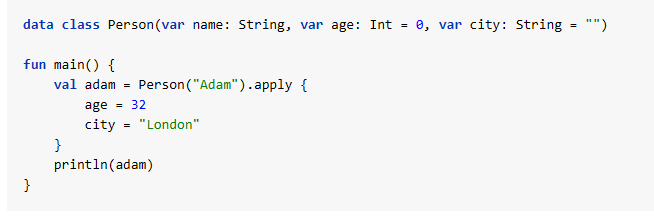 data class Person(var name: String, var age: Int = 0, var city: String = "")
fun main() {
    val adam = Person("Adam").apply {
        age = 32
        city = "London"
    }
    println(adam)
}